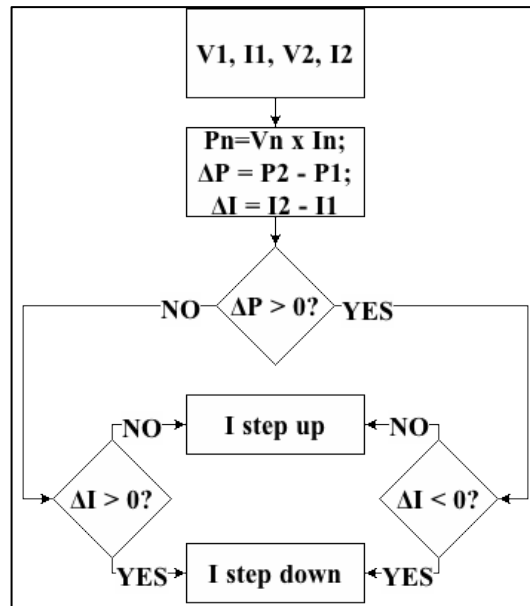 V1, I1, V2, I2
Pn=Vn x In;
ΔP = P2 - P1;
ΔI = I2 - I1
NO
ΔP > 0?
YES
NO
I step up
NO
ΔI > 0?
ΔI < 0?
YES
I step down
YES